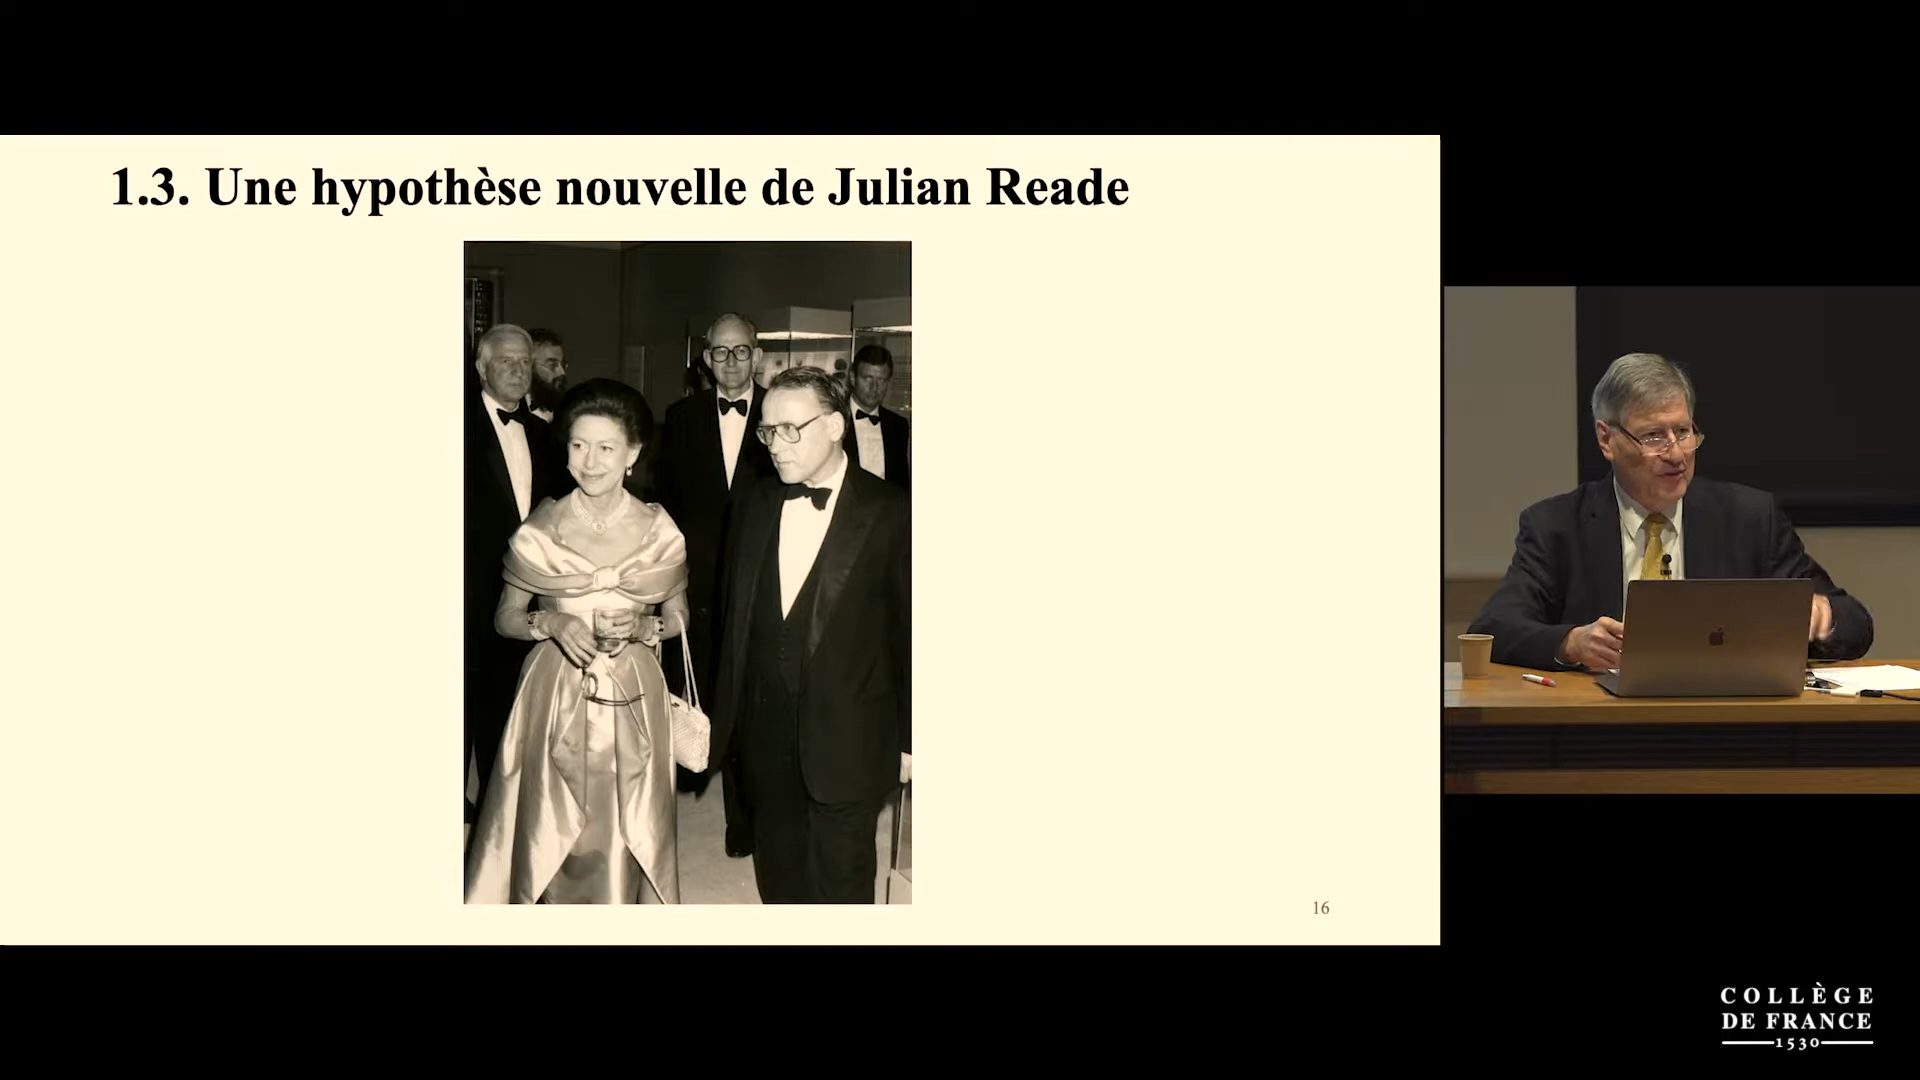 1.3. Une hypothèse nouvelle de Julian Reade
16
COLLÈGE
DE FRANCE
1530